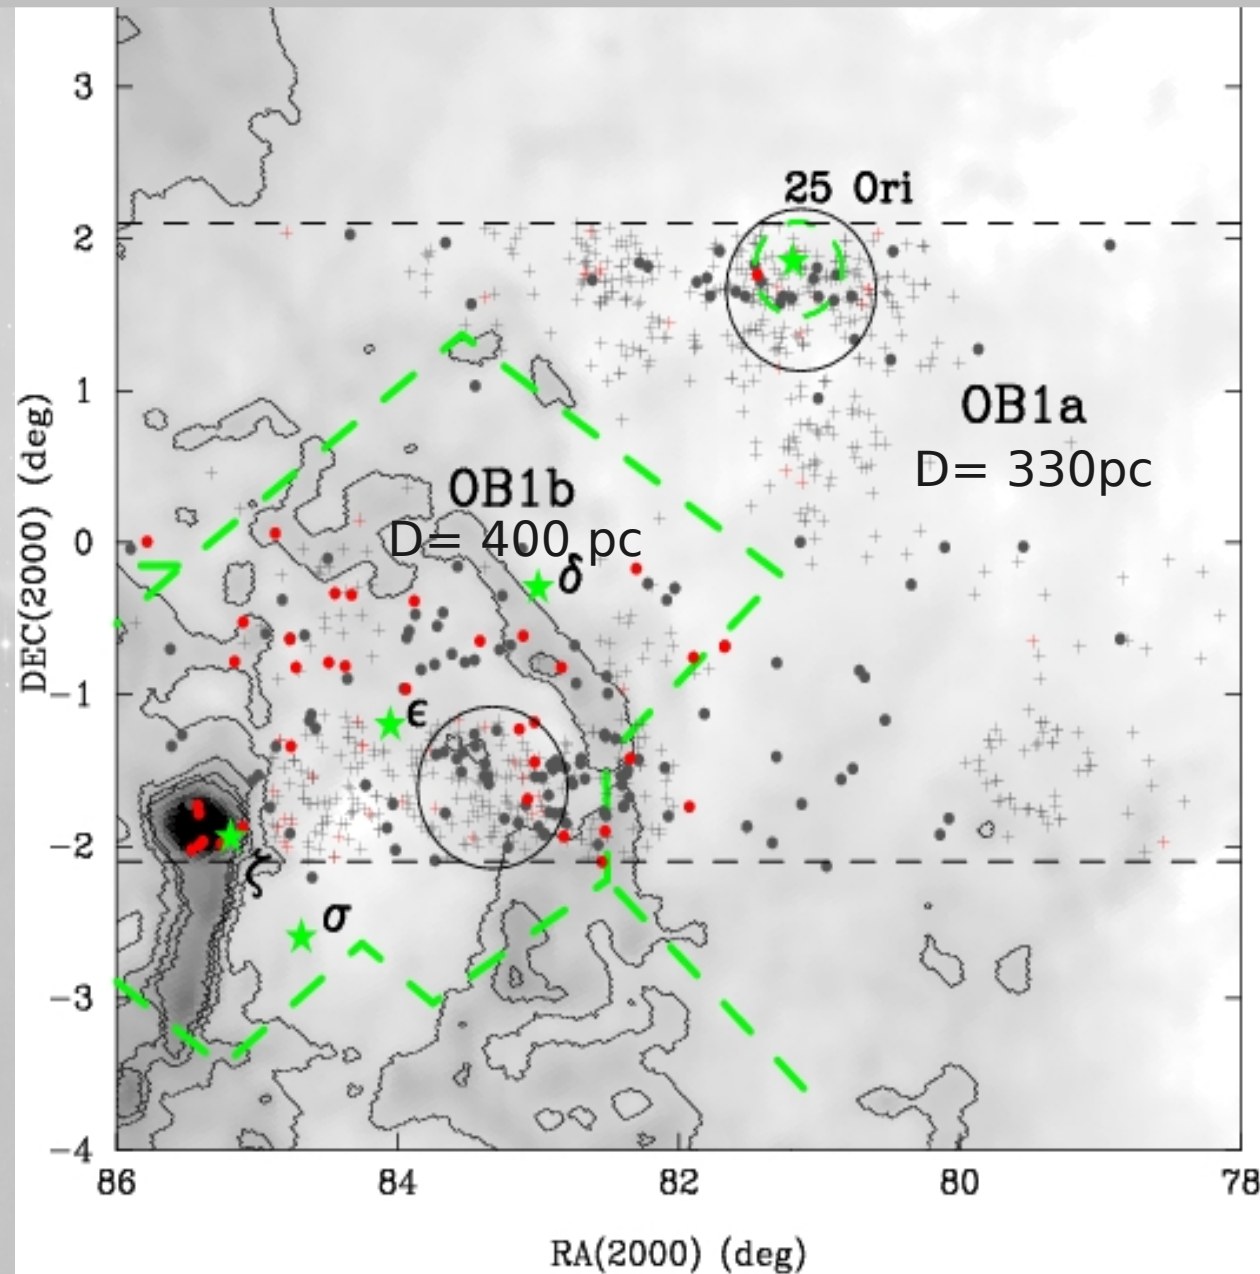 3
25 Ori
2
1
OB1a
D= 330pc
OB1b
D= 400 pc
0
δ
DEC(2000) (deg)
−1
ϵ
−2
ζ
σ
−3
−4
86 84 82 80 78
RA(2000) (deg)